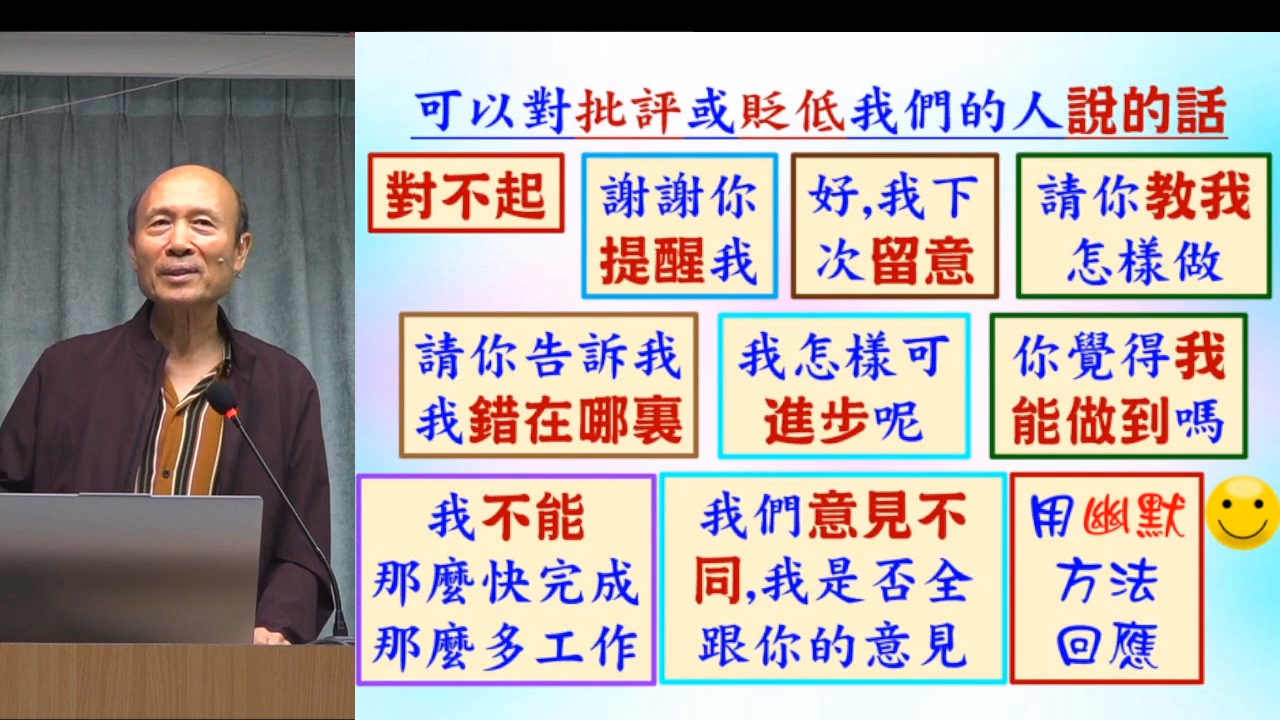 可以對批評或貶低我們的人說的話
對不起
謝謝你
提醒我
好,我下
次留意
請你教我
怎樣做
請你告訴我
我錯在哪裏
我怎樣可
進步呢
你覺得我
能做到嗎
我不能
那麼快完成
那麼多工作
我們意見不
同,我是否全
跟你的意見
用幽默
方法
回應